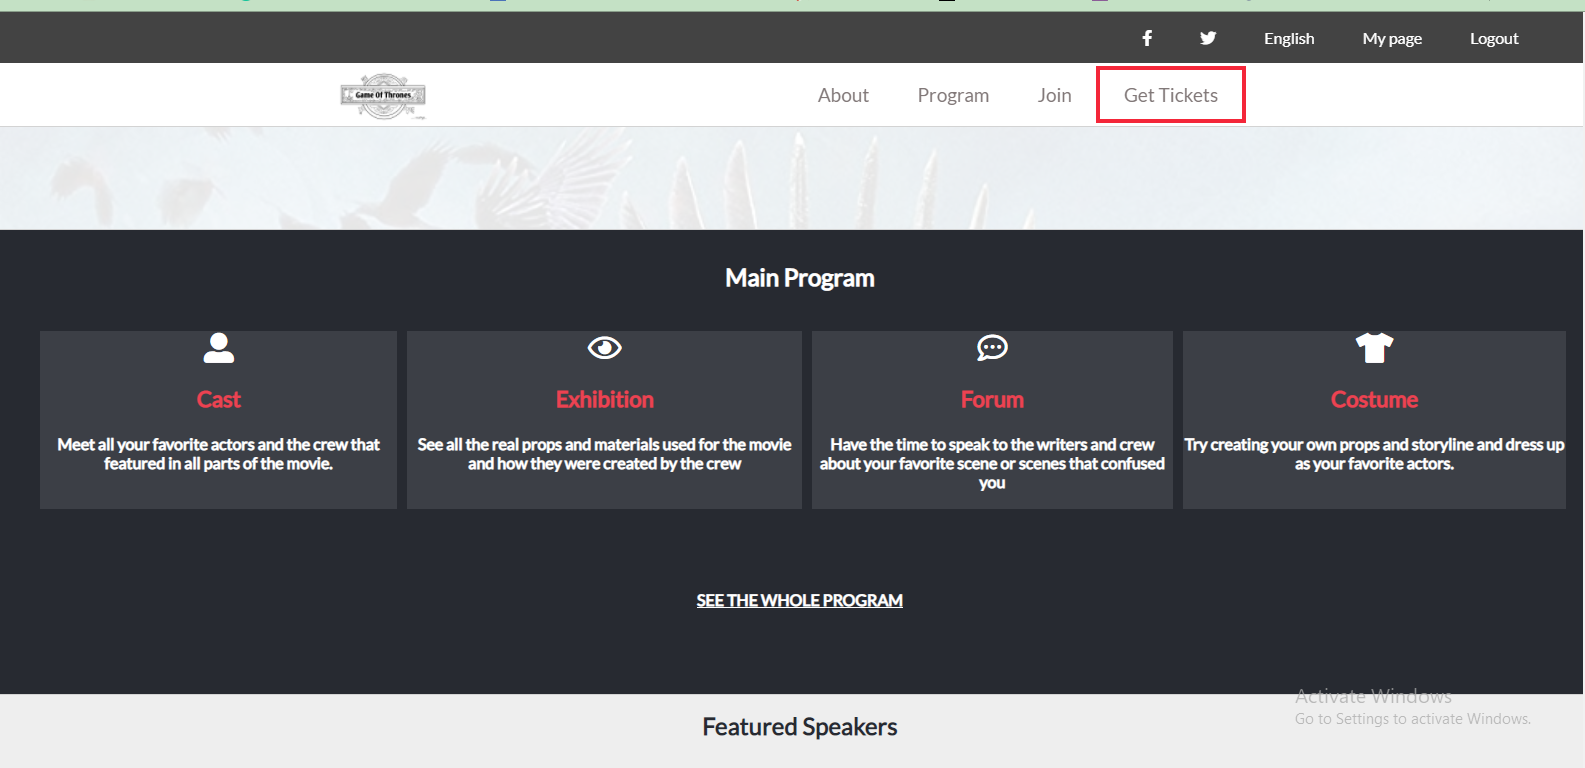 English
My page
Logout
Game Of Thrones
About
Program
Join
Get Tickets
Main Program
Cast
Meet all your favorite actors and the crew that
featured in all parts of the movie.
Exhibition
See all the real props and materials used for the movie
and how they were created by the crew
Forum
Have the time to speak to the writers and crew
about your favorite scene or scenes that confused
you
Costume
Try creating your own props and storyline and dress up
as your favorite actors.
SEE THE WHOLE PROGRAM
Activate Windows
Go to Settings to activate Windows.
Featured Speakers